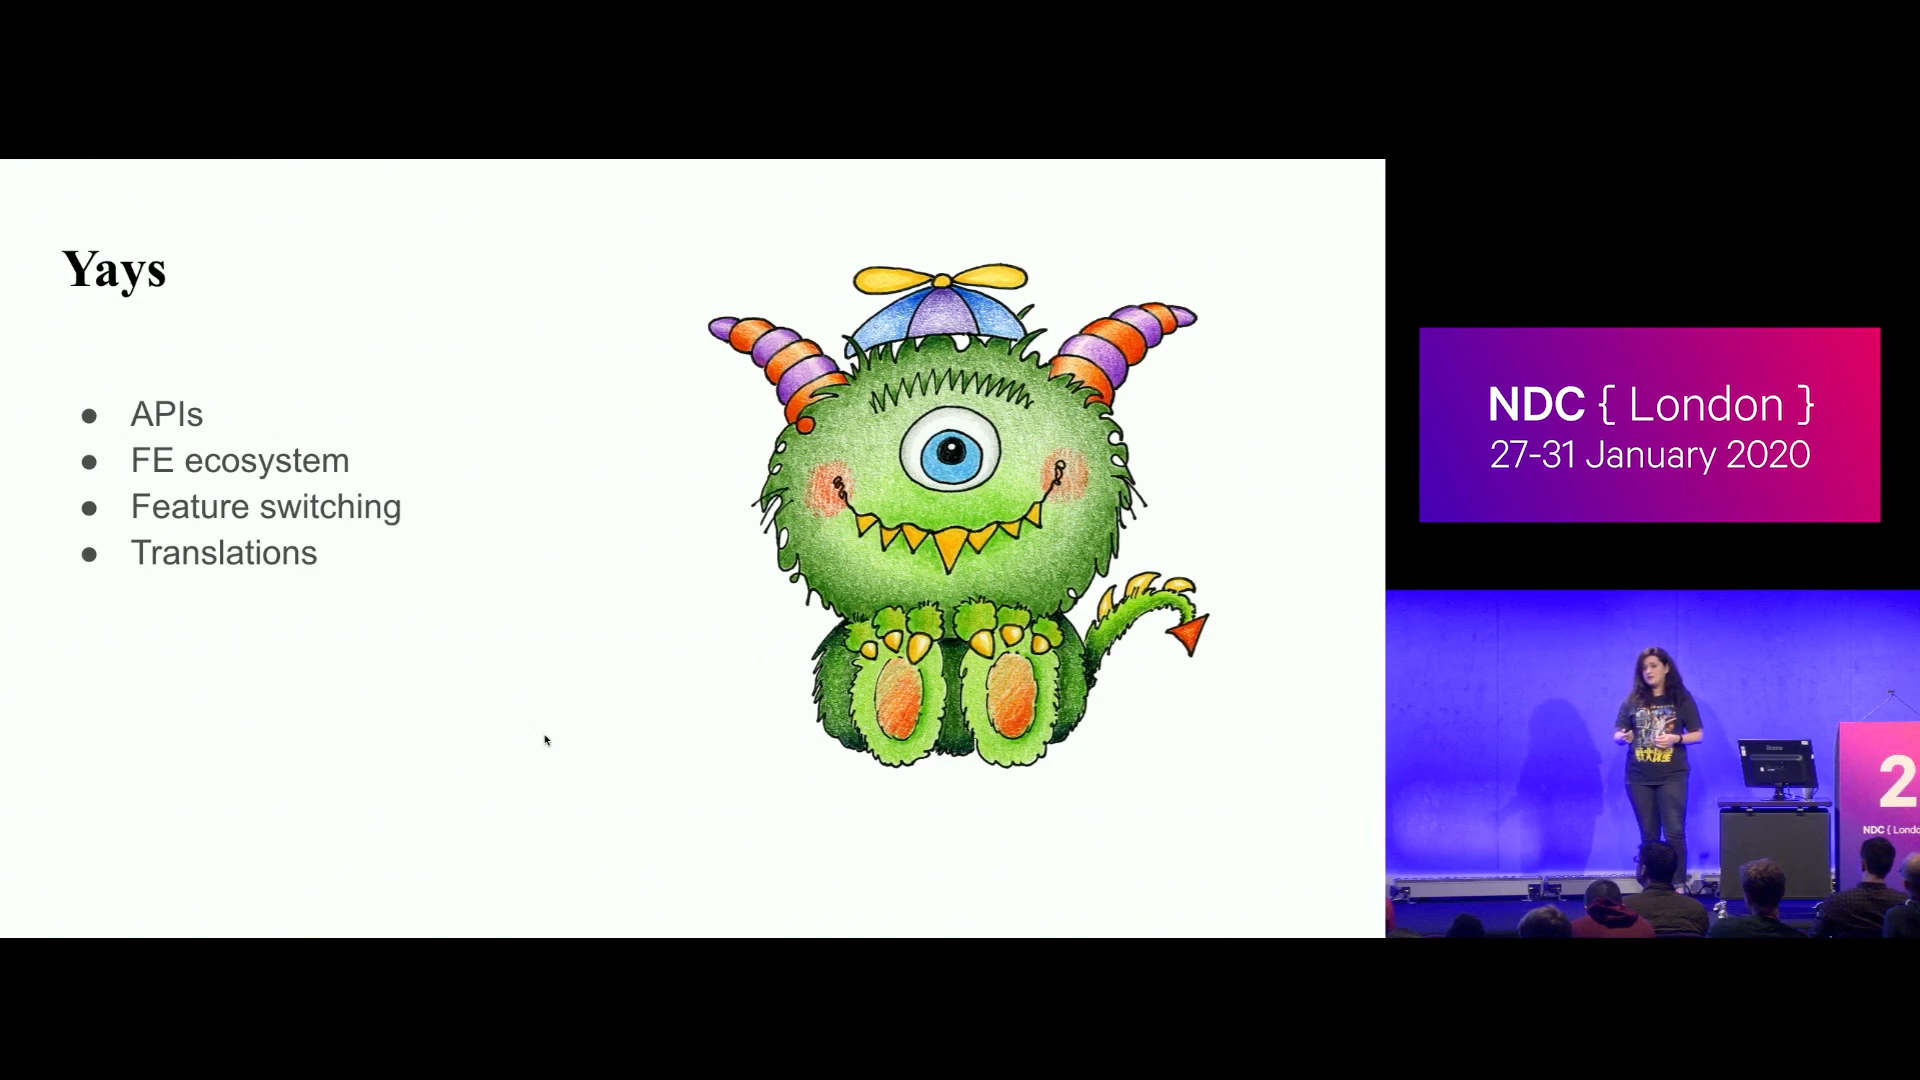 Yays
● APIs
● FE ecosystem
● Feature switching
● Translations
NDC { London }
27-31 January 2020
2
NDC { Londo